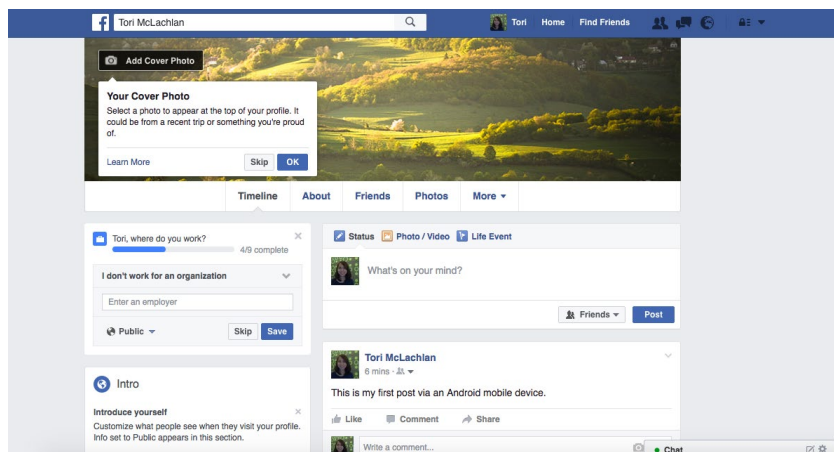 f
Tori McLachlan
Tori
Home
Find Friends
Add Cover Photo
Your Cover Photo
Select a photo to appear at the top of your profile. It
could be from a recent trip or something you're proud
of.
Learn More
Skip
OK
Timeline
About
Friends
Photos
More
Tori, where do you work?
4/9 complete
I don't work for an organization
Enter an employer
Public
Skip
Save
Intro
Introduce yourself
Customize what people see when they visit your profile.
Info set to Public appears in this section.
Status
Photo / Video
Life Event
What's on your mind?
Friends
Post
Tori McLachlan
6 mins ·
This is my first post via an Android mobile device.
Like
Comment
Share
Write a comment...
Chat